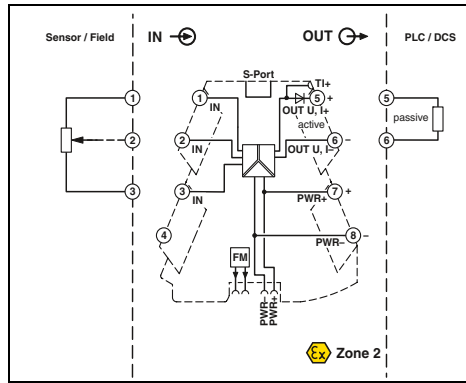 Sensor / Field
IN
OUT
PLC / DCS
S-Port
TI+
1
1
IN
5
+
OUT U, I+
active
5
passive
2
2
IN
6
–
OUT U, I–
6
3
3
IN
7
+
PWR+
4
8
–
PWR–
FM
PWR–
PWR+
Ex
Zone 2